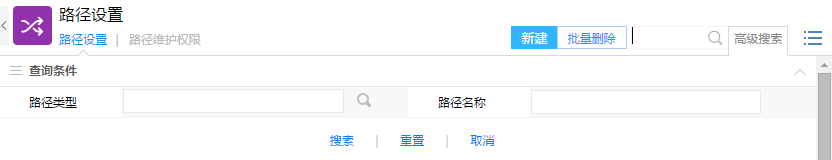 路径设置
路径设置 | 路径维护权限 新建 批量删除 高级搜索
查询条件
路径类型 路径名称
搜索 | 重置 | 取消